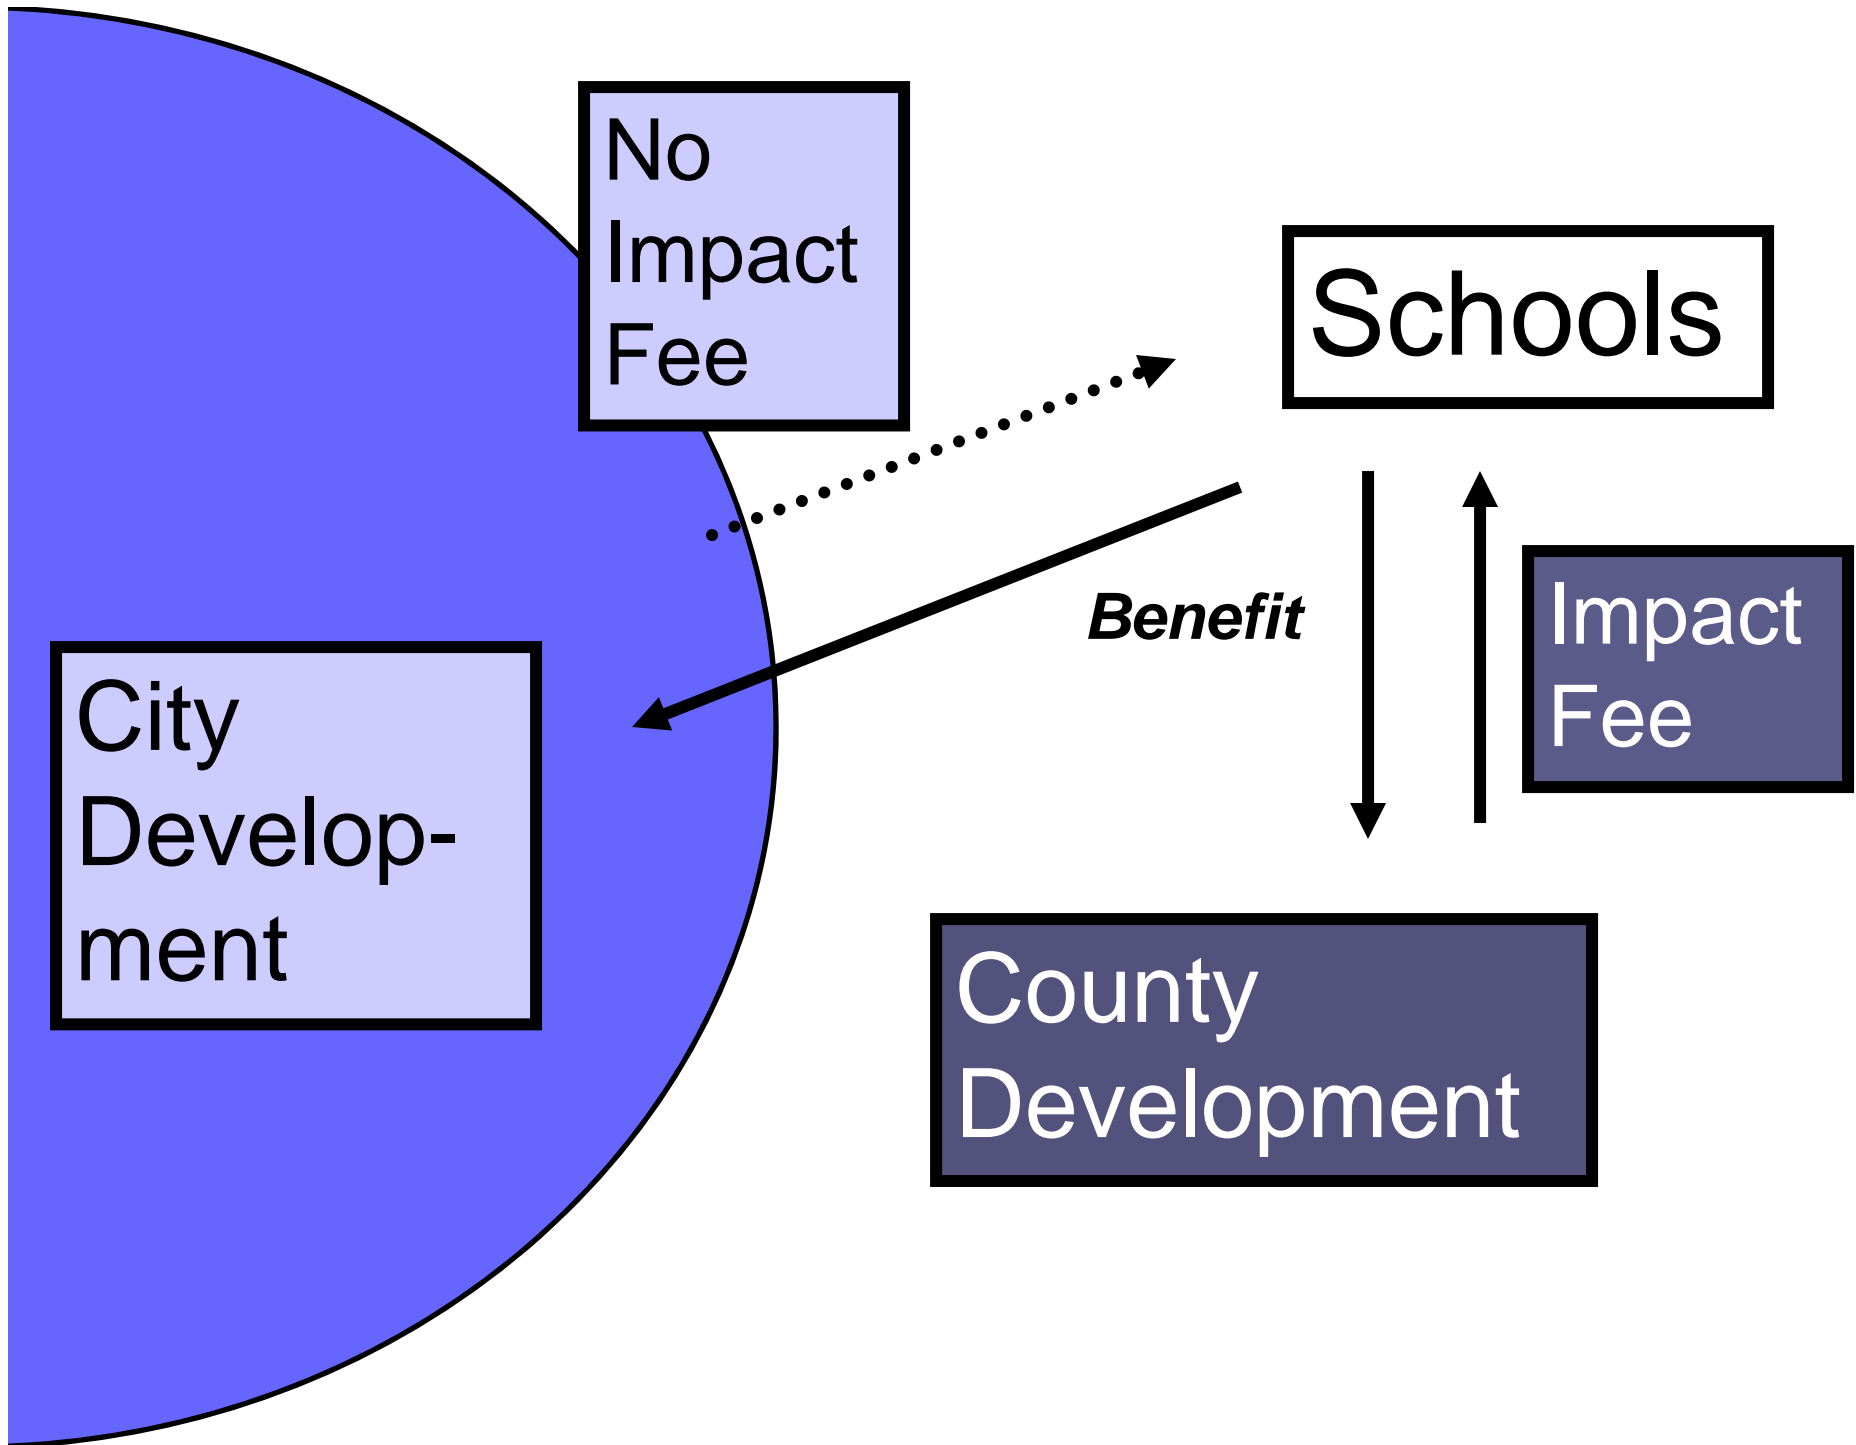 No
Impact
Fee
Schools
Benefit
Impact
Fee
City
Develop-
ment
County
Development